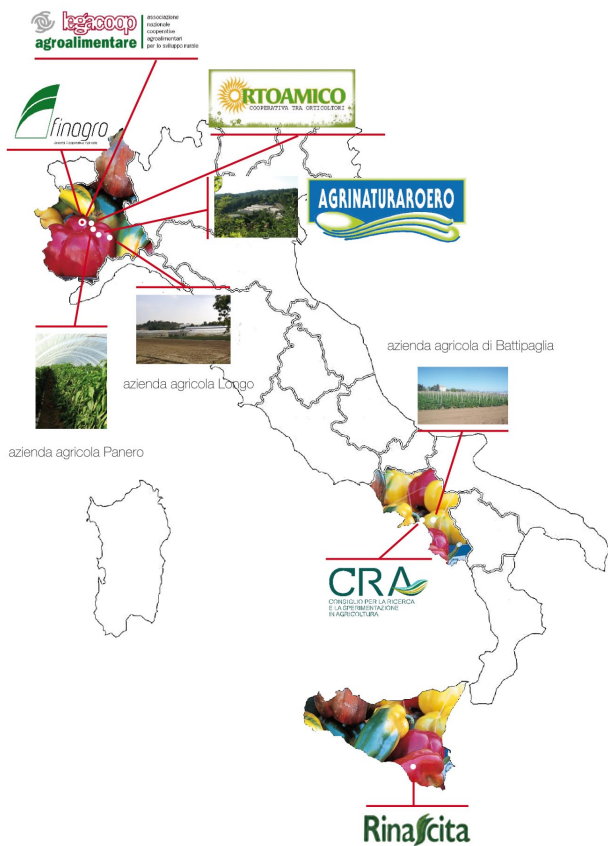 legacoop
agroalimentare
associazione
nazionale
cooperative
agroalimentari
per lo sviluppo rurale
finagro
ORTOAMICO
COOPERATIVA TRA ORTICOLTORI
AGRINATURAROERO
azienda agricola di Battipaglia
azienda agricola Longo
azienda agricola Panero
CRA
CONSIGLIO PER LA RICERCA
E LA SPERIMENTAZIONE
IN AGRICOLTURA
Rinascita